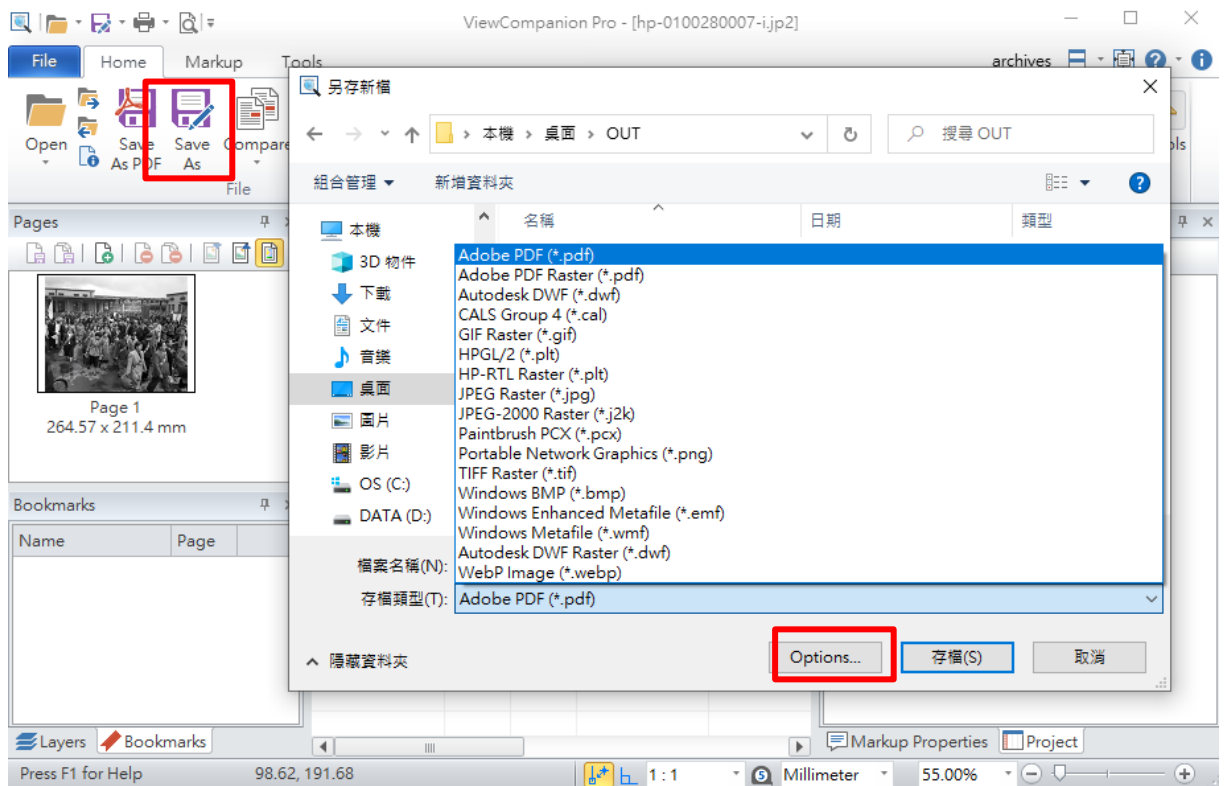 ViewCompanion Pro - [hp-0100280007-i.jp2]
File Home Markup Tools archives
Open
Save As PDF
Save As
Compare
ols
File
另存新檔
本機 › 桌面 › OUT
搜尋 OUT
組合管理 新增資料夾
名稱 日期 類型
本機
3D 物件
下載
文件
音樂
桌面
圖片
影片
OS (C:)
DATA (D:)
Adobe PDF (*.pdf)
Adobe PDF Raster (*.pdf)
Autodesk DWF (*.dwf)
CALS Group 4 (*.cal)
GIF Raster (*.gif)
HPGL/2 (*.plt)
HP-RTL Raster (*.plt)
JPEG Raster (*.jpg)
JPEG-2000 Raster (*.j2k)
Paintbrush PCX (*.pcx)
Portable Network Graphics (*.png)
TIFF Raster (*.tif)
Windows BMP (*.bmp)
Windows Enhanced Metafile (*.emf)
Windows Metafile (*.wmf)
Autodesk DWF Raster (*.dwf)
WebP Image (*.webp)
檔案名稱(N):
存檔類型(T): Adobe PDF (*.pdf)
隱藏資料夾
Options... 存檔(S) 取消
Pages
Page 1
264.57 x 211.4 mm
Bookmarks
Name Page
Layers Bookmarks
Markup Properties Project
Press F1 for Help 98.62, 191.68 1 : 1 Millimeter 55.00%